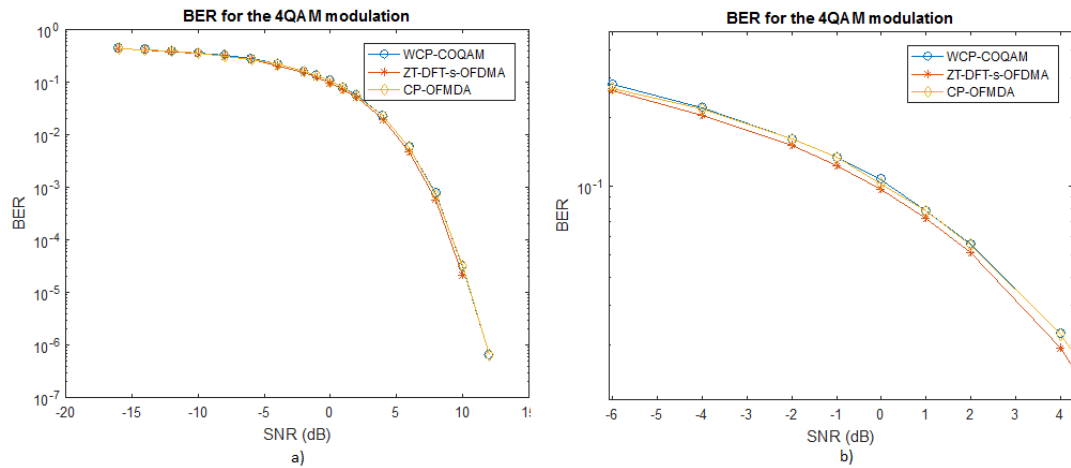 BER for the 4QAM modulation
10^0
10^-1
10^-2
10^-3
10^-4
10^-5
10^-6
10^-7
BER
WCP-COQAM
ZT-DFT-s-OFDMA
CP-OFMDA
-20 -15 -10 -5 0 5 10 15
SNR (dB)
a)
BER for the 4QAM modulation
10^-1
BER
WCP-COQAM
ZT-DFT-s-OFDMA
CP-OFMDA
-6 -5 -4 -3 -2 -1 0 1 2 3 4
SNR (dB)
b)